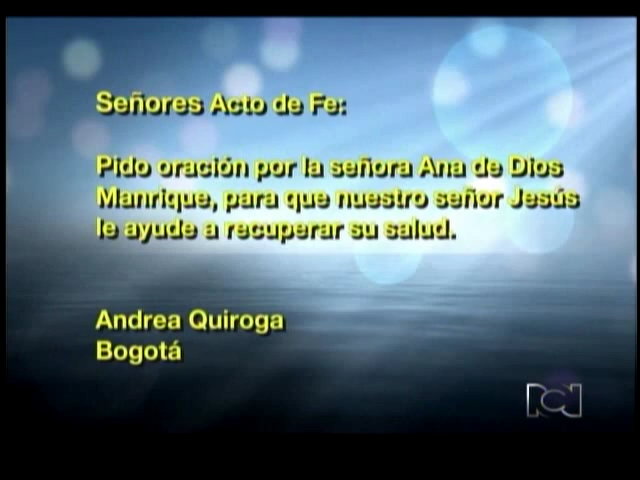 Señores Acto de Fe:
Pido oración por la señora Ana de Dios
Manrique, para que nuestro señor Jesús
le ayude a recuperar su salud.
Andrea Quiroga
Bogotá
RCN